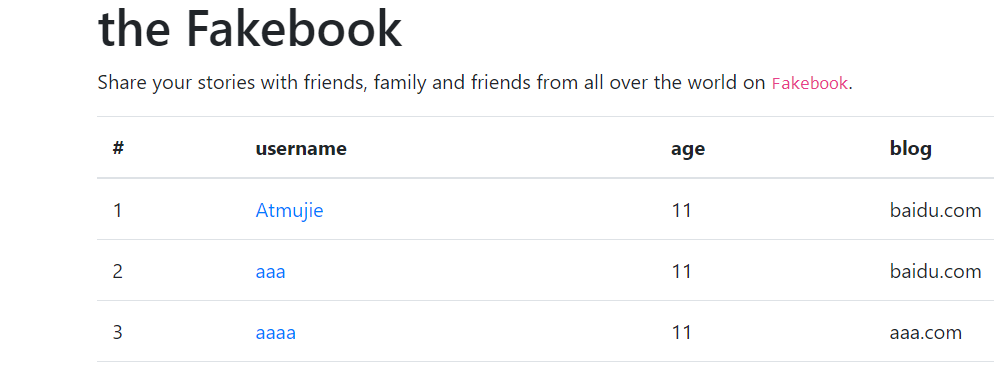 the Fakebook
Share your stories with friends, family and friends from all over the world on Fakebook.
# username age blog
1 Atmujie 11 baidu.com
2 aaa 11 baidu.com
3 aaaa 11 aaa.com